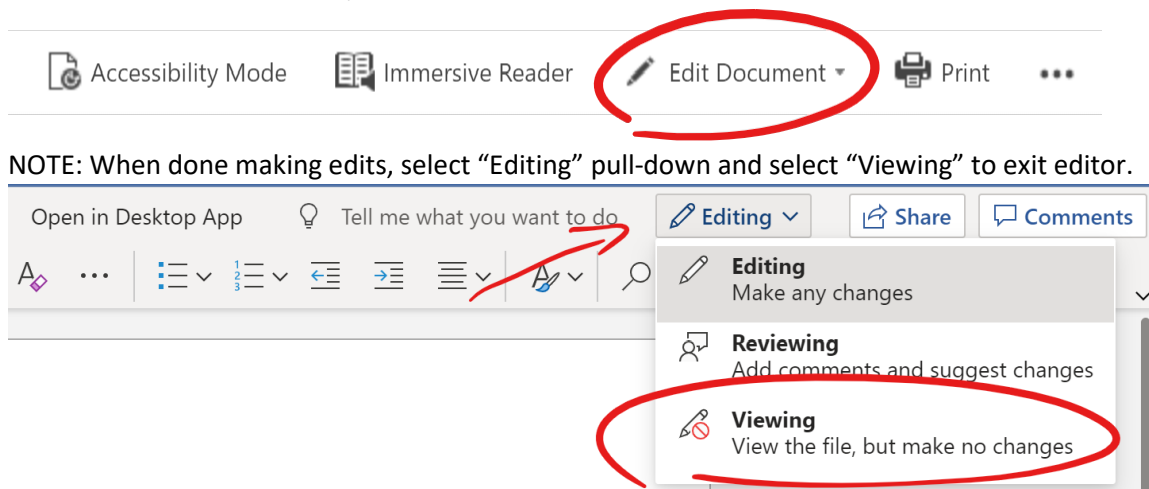 Accessibility Mode Immersive Reader Edit Document Print
NOTE: When done making edits, select “Editing” pull-down and select “Viewing” to exit editor.
Open in Desktop App Tell me what you want to do Editing Share Comments
Editing
Make any changes
Reviewing
Add comments and suggest changes
Viewing
View the file, but make no changes